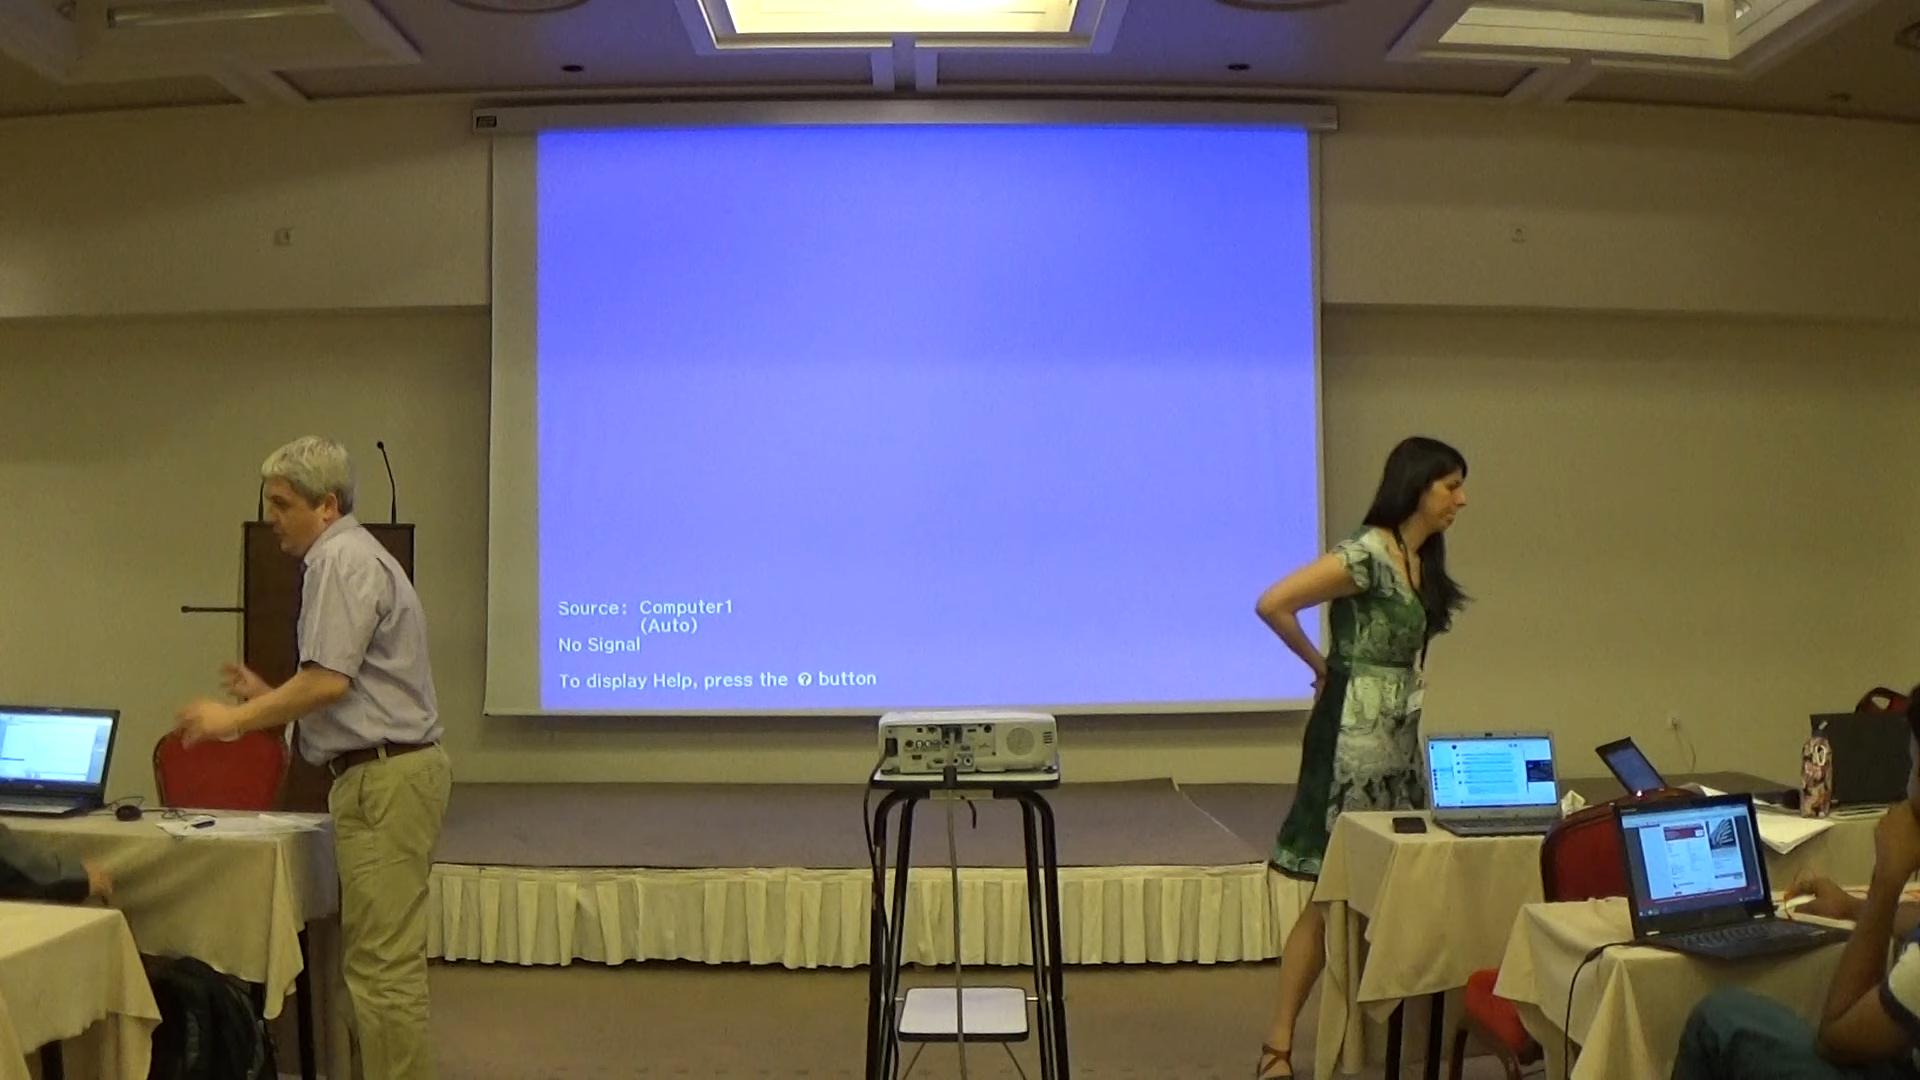 Source: Computer1
(Auto)
No Signal
To display Help, press the ? button